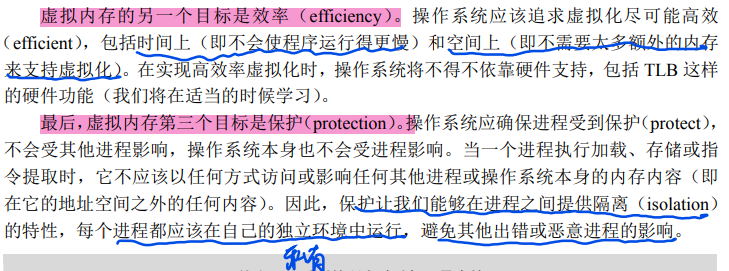 虚拟内存的另一个目标是效率（efficiency）。操作系统应该追求虚拟化尽可能高效
（efficient），包括时间上（即不会使程序运行得更慢）和空间上（即不需要太多额外的内存
来支持虚拟化）。在实现高效率虚拟化时，操作系统将不得不依靠硬件支持，包括 TLB 这样
的硬件功能（我们将在适当的时候学习）。
最后，虚拟内存第三个目标是保护（protection）。操作系统应确保进程受到保护（protect），
不会受其他进程影响，操作系统本身也不会受进程影响。当一个进程执行加载、存储或指
令提取时，它不应该以任何方式访问或影响任何其他进程或操作系统本身的内存内容（即
在它的地址空间之外的任何内容）。因此，保护让我们能够在进程之间提供隔离（isolation）
的特性，每个进程都应该在自己的独立环境中运行，避免其他出错或恶意进程的影响。
私有